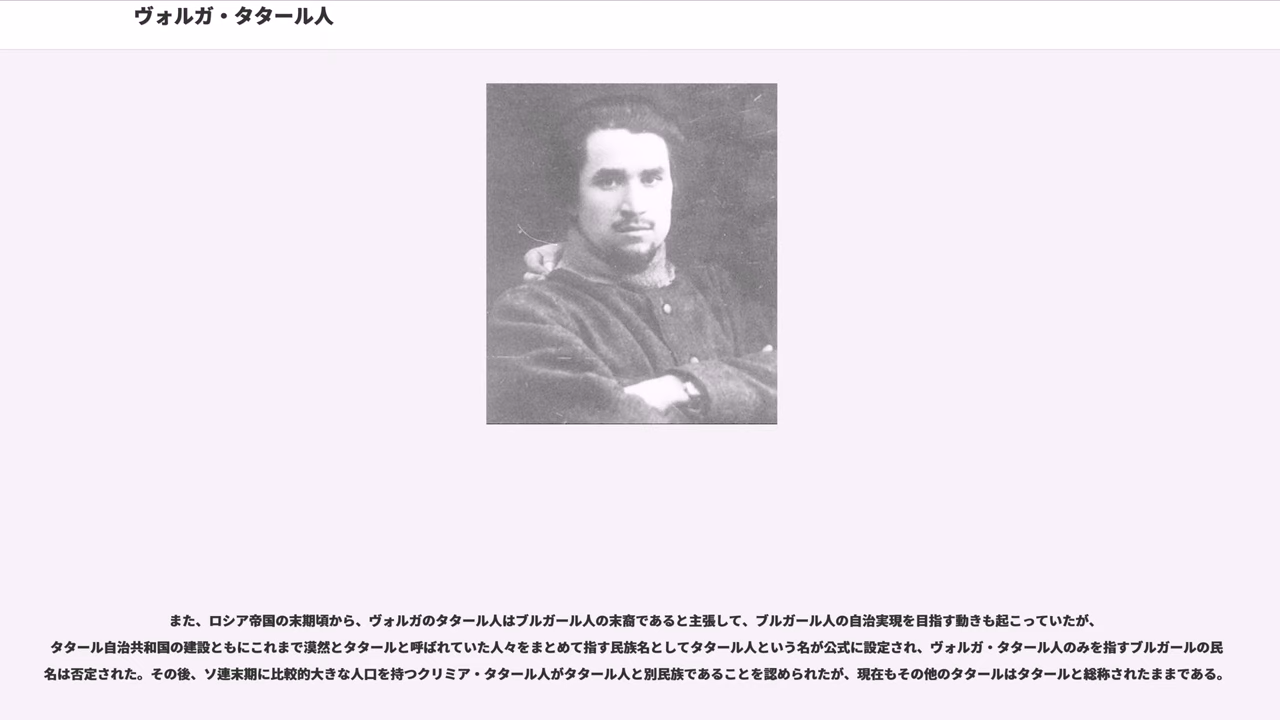 ヴォルガ・タタール人
また、ロシア帝国の末期頃から、ヴォルガのタタール人はブルガール人の末裔であると主張して、ブルガール人の自治実現を目指す動きも起こっていたが、
タタール自治共和国の建設ともにこれまで漠然とタタールと呼ばれていた人々をまとめて指す民族名としてタタール人という名が公式に設定され、ヴォルガ・タタール人のみを指すブルガールの民
名は否定された。その後、ソ連末期に比較的大きな人口を持つクリミア・タタール人がタタール人と別民族であることを認められたが、現在もその他のタタールはタタールと総称されたままである。